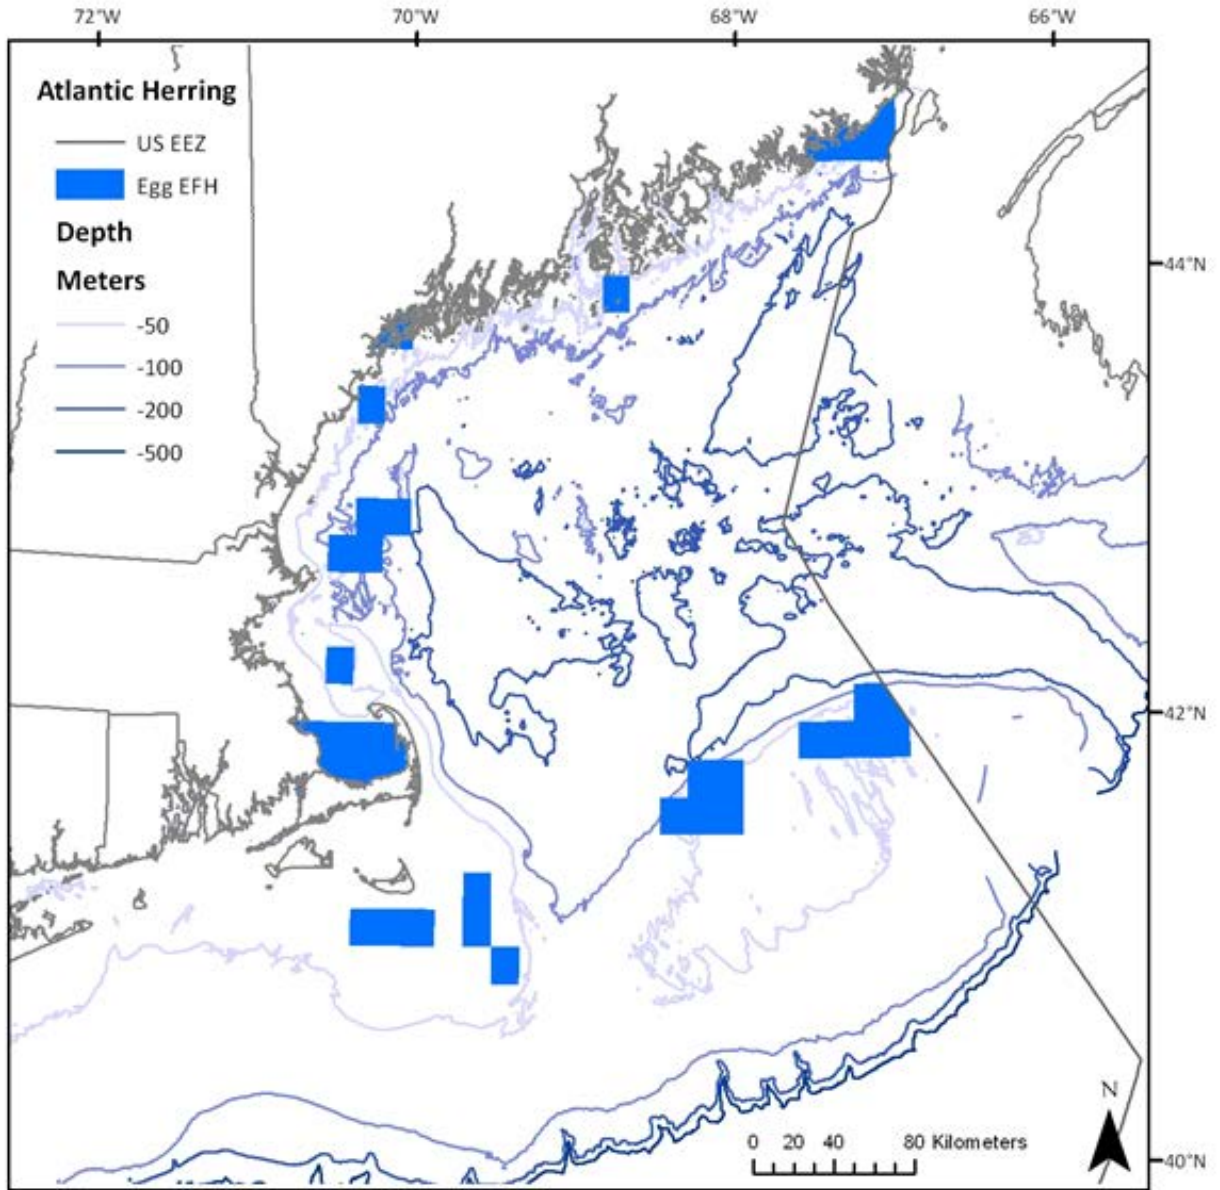 72°W 70°W 68°W 66°W
Atlantic Herring
US EEZ
Egg EFH
Depth
Meters
-50
-100
-200
-500
44°N
42°N
N
0 20 40 80 Kilometers
40°N